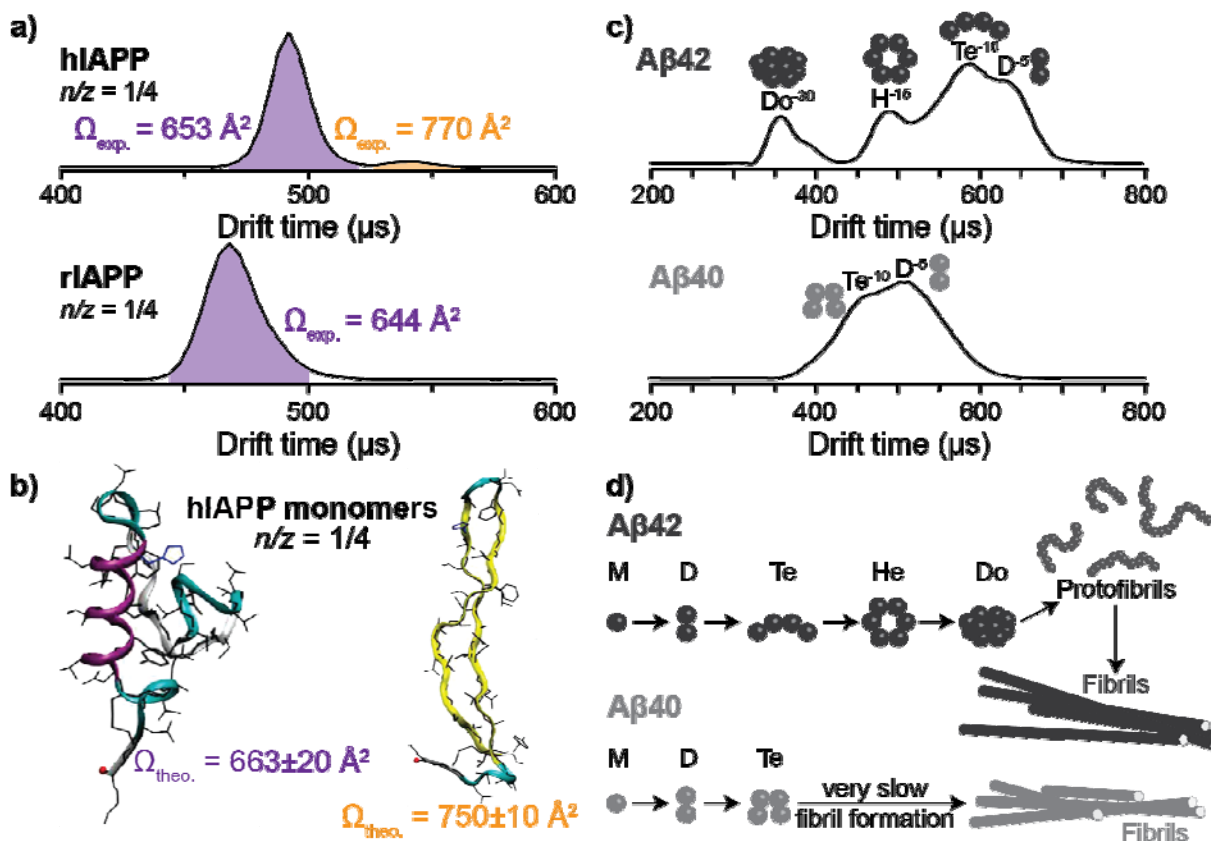 a)
hIAPP
n/z = 1/4
Ωexp. = 653 Å²
Ωexp. = 770 Å²
400 500 600
Drift time (µs)
rIAPP
n/z = 1/4
Ωexp. = 644 Å²
400 500 600
Drift time (µs)
b)
hIAPP monomers
n/z = 1/4
Ωtheo. = 663±20 Å²
Ωtheo. = 750±10 Å²
c)
Aβ42
Do-30
H-15
Te-10
D-5
200 400 600 800
Drift time (µs)
Aβ40
Te-10
D-5
200 400 600 800
Drift time (µs)
d)
Aβ42
M D Te He Do
Protofibrils
Fibrils
Aβ40
M D Te
very slow
fibril formation
Fibrils